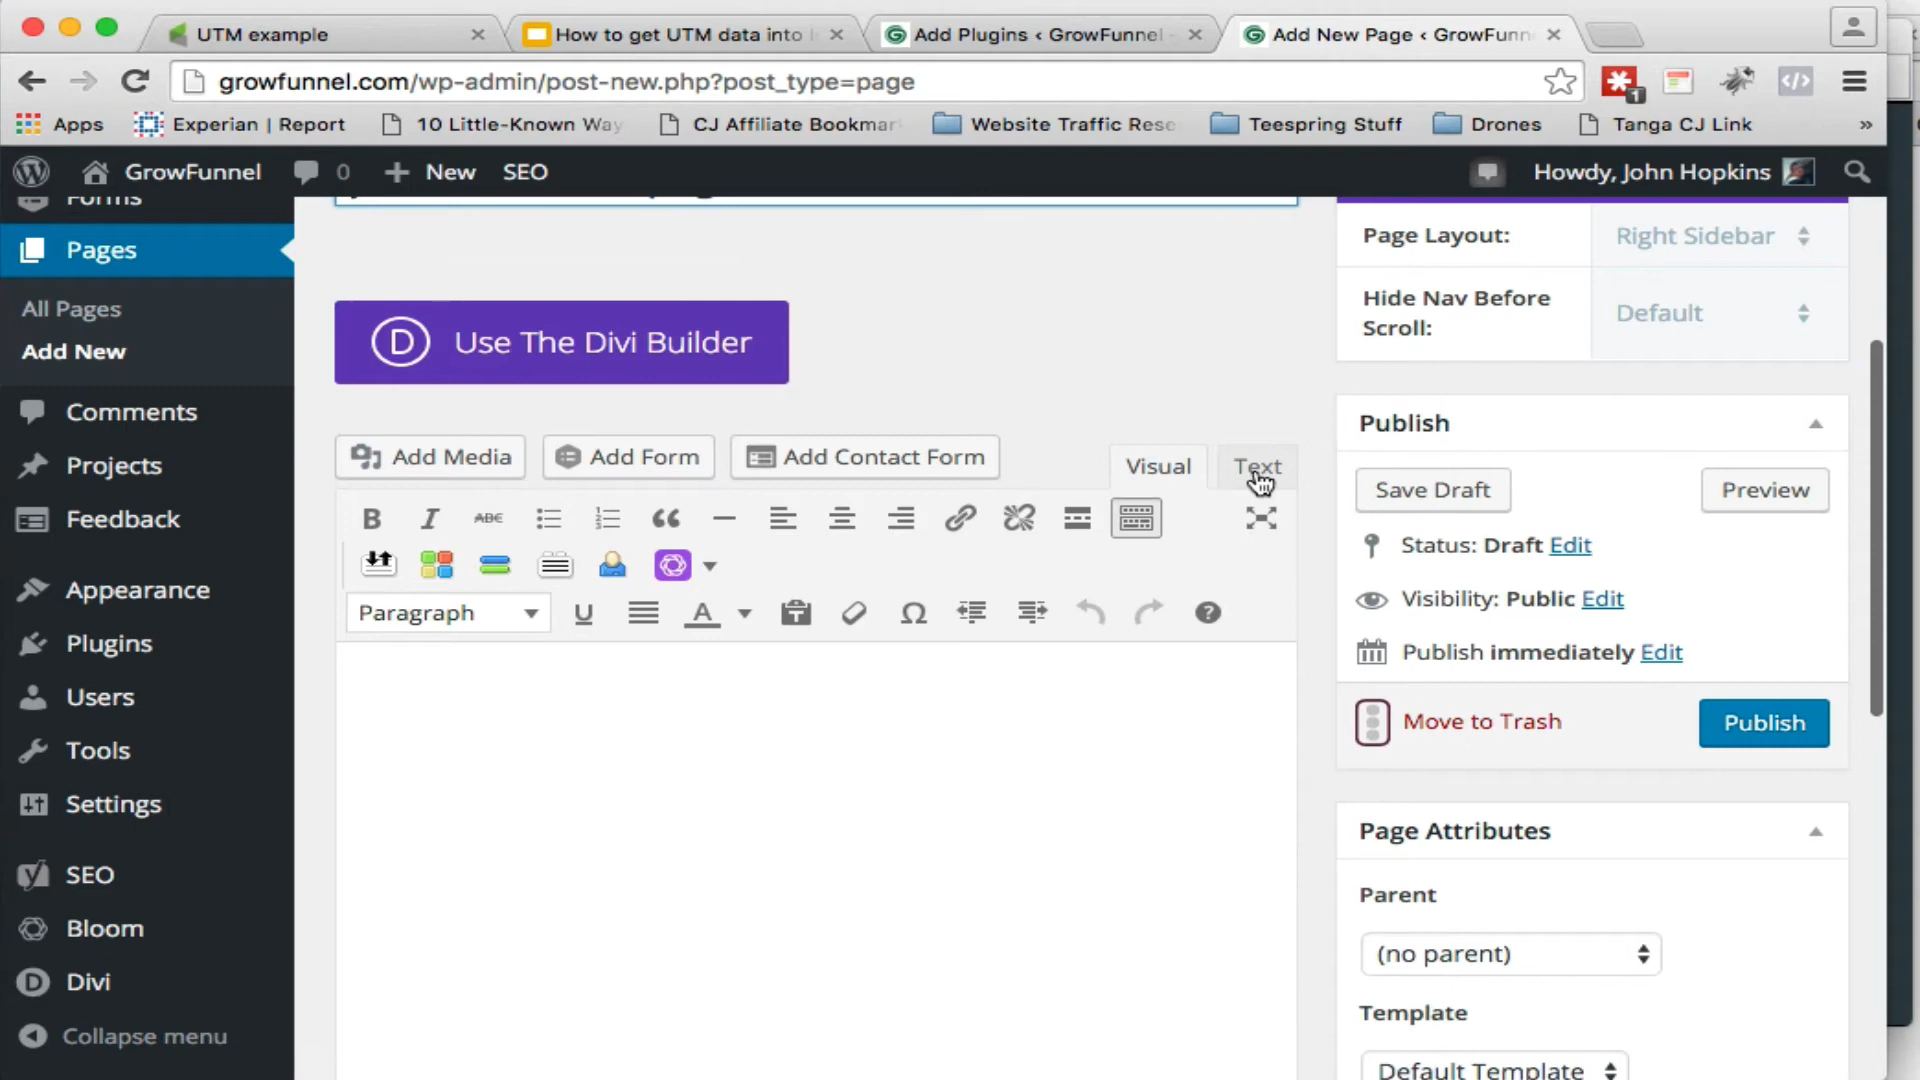 UTM example
How to get UTM data into I
Add Plugins ‹ GrowFunnel -
Add New Page ‹ GrowFunn
growfunnel.com/wp-admin/post-new.php?post_type=page
1
Apps
Experian | Report
10 Little-Known Way
CJ Affiliate Bookmar
Website Traffic Rese
Teespring Stuff
Drones
Tanga CJ Link
»
GrowFunnel
0
New
SEO
Howdy, John Hopkins
Forms
Pages
All Pages
Add New
Comments
Projects
Feedback
Appearance
Plugins
Users
Tools
Settings
SEO
Bloom
Divi
Collapse menu
D Use The Divi Builder
Add Media
Add Form
Add Contact Form
Visual
Text
B I ABC
Paragraph
U
A
Ω
Page Layout:
Right Sidebar
Hide Nav Before
Scroll:
Default
Publish
Save Draft
Preview
Status: Draft Edit
Visibility: Public Edit
Publish immediately Edit
Move to Trash
Publish
Page Attributes
Parent
(no parent)
Template
Default Template